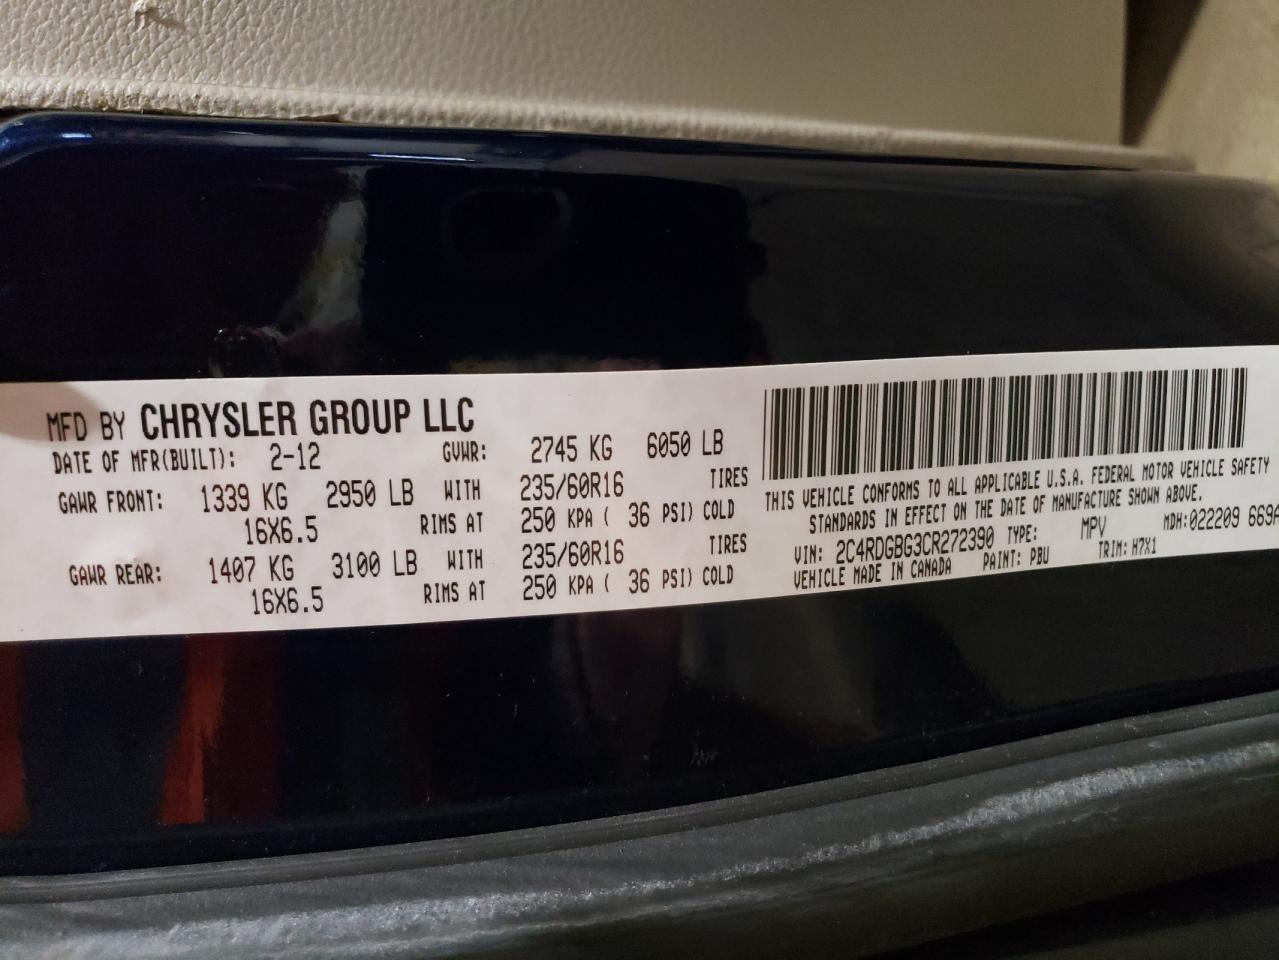 MFD BY CHRYSLER GROUP LLC
DATE OF MFR(BUILT): 2-12 GVWR: 2745 KG 6050 LB
GAWR FRONT: 1339 KG 2950 LB WITH 235/60R16 TIRES
16X6.5 RIMS AT 250 KPA ( 36 PSI) COLD
GAWR REAR: 1407 KG 3100 LB WITH 235/60R16 TIRES
16X6.5 RIMS AT 250 KPA ( 36 PSI) COLD
THIS VEHICLE CONFORMS TO ALL APPLICABLE U.S.A. FEDERAL MOTOR VEHICLE SAFETY
STANDARDS IN EFFECT ON THE DATE OF MANUFACTURE SHOWN ABOVE.
VIN: 2C4RDGBG3CR272390 TYPE: MPV MDH:022209 669A
VEHICLE MADE IN CANADA PAINT: PBU TRIM: H7X1